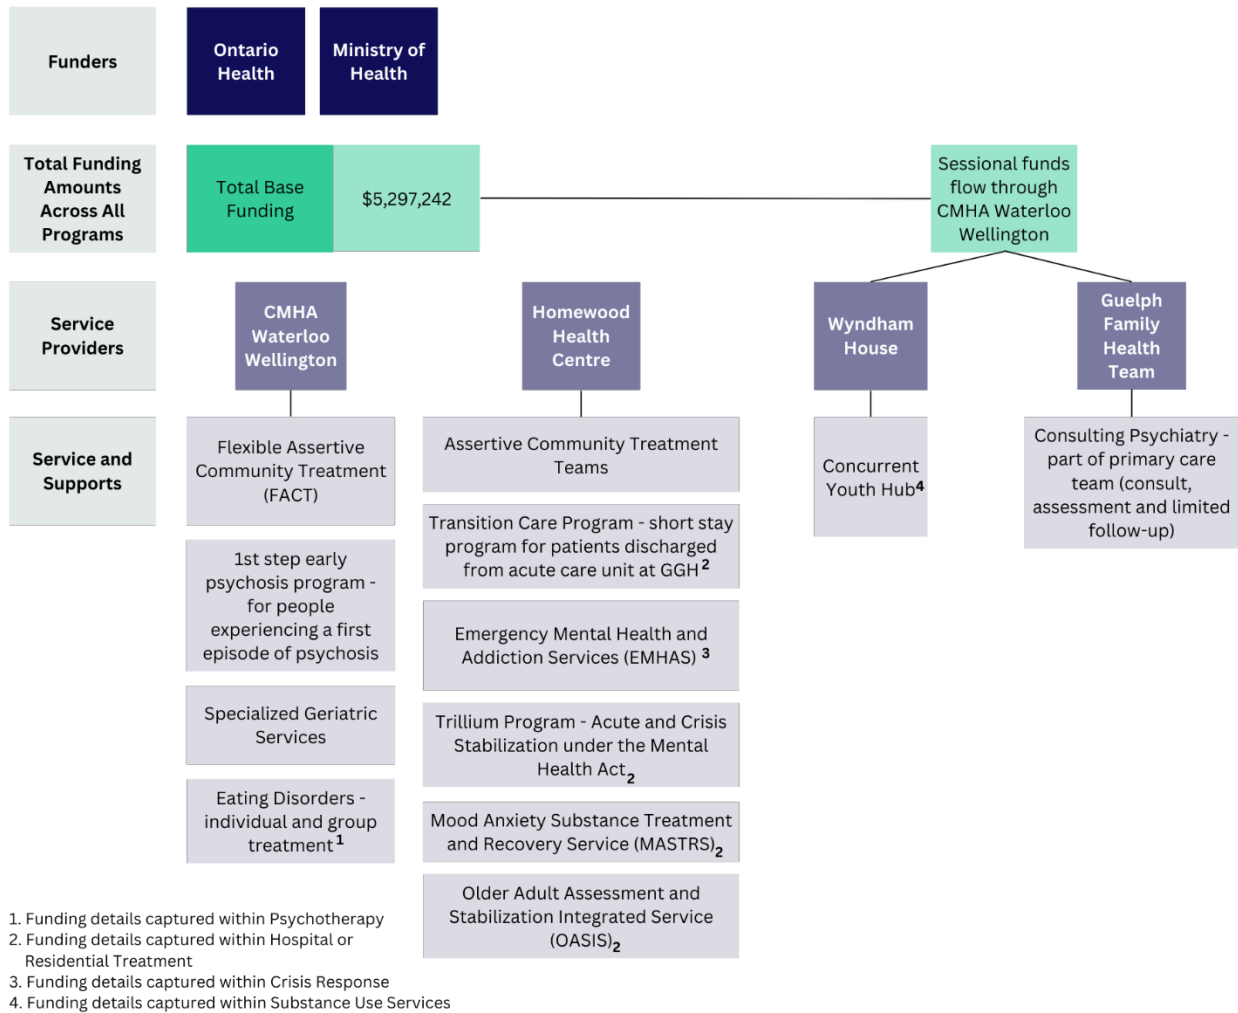 Funders
Ontario
Health
Ministry of
Health
Total Funding
Amounts
Across All
Programs
Total Base
Funding
$5,297,242
Sessional funds
flow through
CMHA Waterloo
Wellington
Service
Providers
CMHA
Waterloo
Wellington
Homewood
Health
Centre
Wyndham
House
Guelph
Family
Health
Team
Service and
Supports
Flexible Assertive
Community Treatment
(FACT)
1st step early
psychosis program -
for people
experiencing a first
episode of psychosis
Specialized Geriatric
Services
Eating Disorders -
individual and group
treatment1
Assertive Community Treatment
Teams
Transition Care Program - short stay
program for patients discharged
from acute care unit at GGH2
Emergency Mental Health and
Addiction Services (EMHAS) 3
Trillium Program - Acute and Crisis
Stabilization under the Mental
Health Act2
Mood Anxiety Substance Treatment
and Recovery Service (MASTRS)2
Older Adult Assessment and
Stabilization Integrated Service
(OASIS)2
Concurrent
Youth Hub4
Consulting Psychiatry -
part of primary care
team (consult,
assessment and limited
follow-up)
1. Funding details captured within Psychotherapy
2. Funding details captured within Hospital or
Residential Treatment
3. Funding details captured within Crisis Response
4. Funding details captured within Substance Use Services